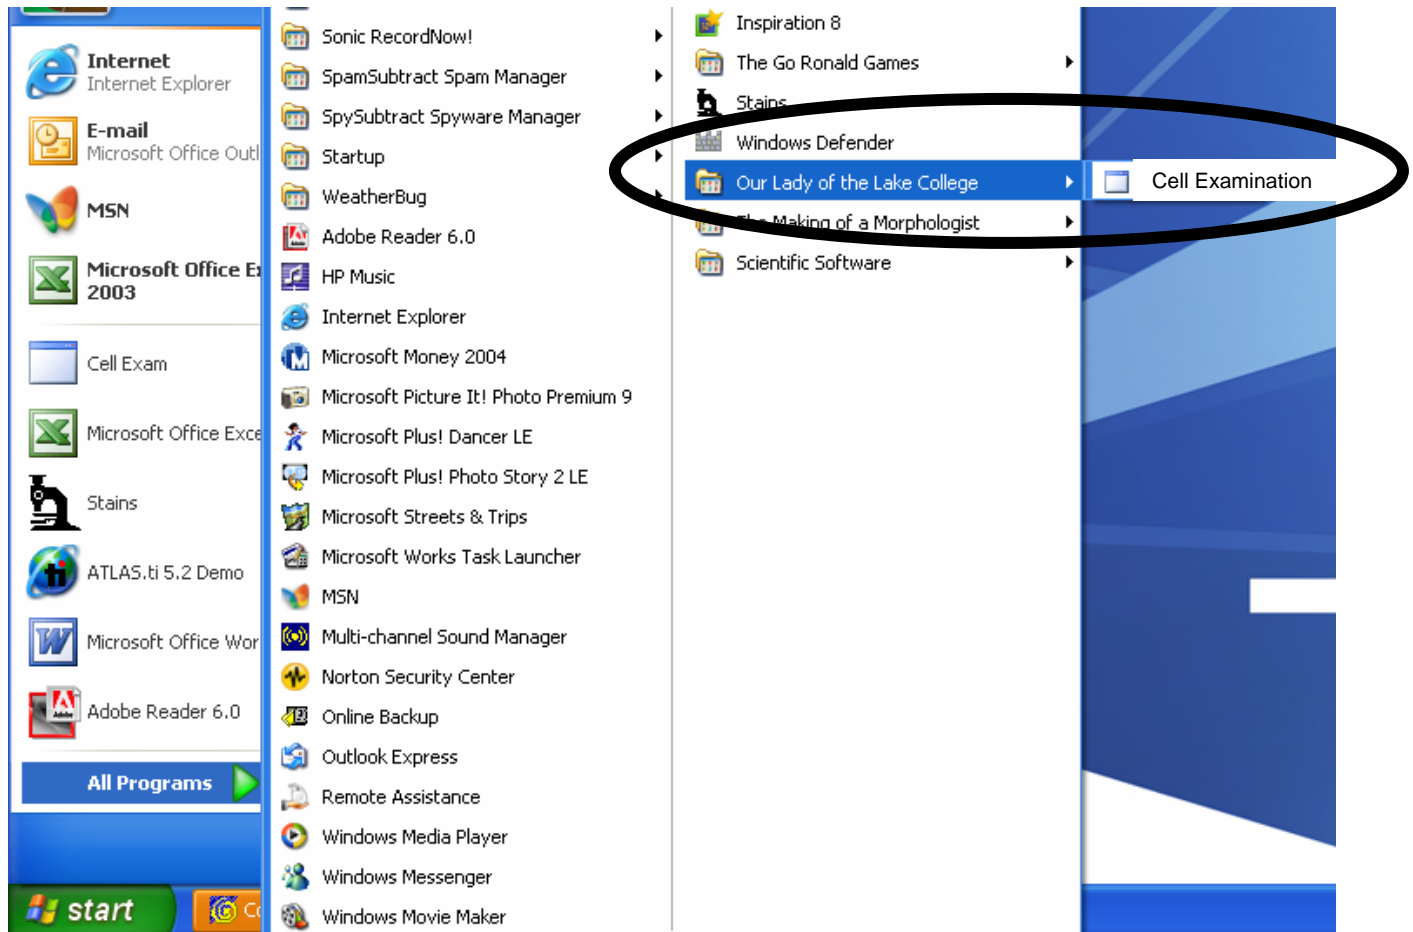 Internet
Internet Explorer
E-mail
Microsoft Office Outl
MSN
Microsoft Office Ex
2003
Cell Exam
Microsoft Office Exce
Stains
ATLAS.ti 5.2 Demo
Microsoft Office Wor
Adobe Reader 6.0
All Programs
start
Co
Sonic RecordNow!
SpamSubtract Spam Manager
SpySubtract Spyware Manager
Startup
WeatherBug
Adobe Reader 6.0
HP Music
Internet Explorer
Microsoft Money 2004
Microsoft Picture It! Photo Premium 9
Microsoft Plus! Dancer LE
Microsoft Plus! Photo Story 2 LE
Microsoft Streets & Trips
Microsoft Works Task Launcher
MSN
Multi-channel Sound Manager
Norton Security Center
Online Backup
Outlook Express
Remote Assistance
Windows Media Player
Windows Messenger
Windows Movie Maker
Inspiration 8
The Go Ronald Games
Stains
Windows Defender
Our Lady of the Lake College
The Making of a Morphologist
Scientific Software
Cell Examination